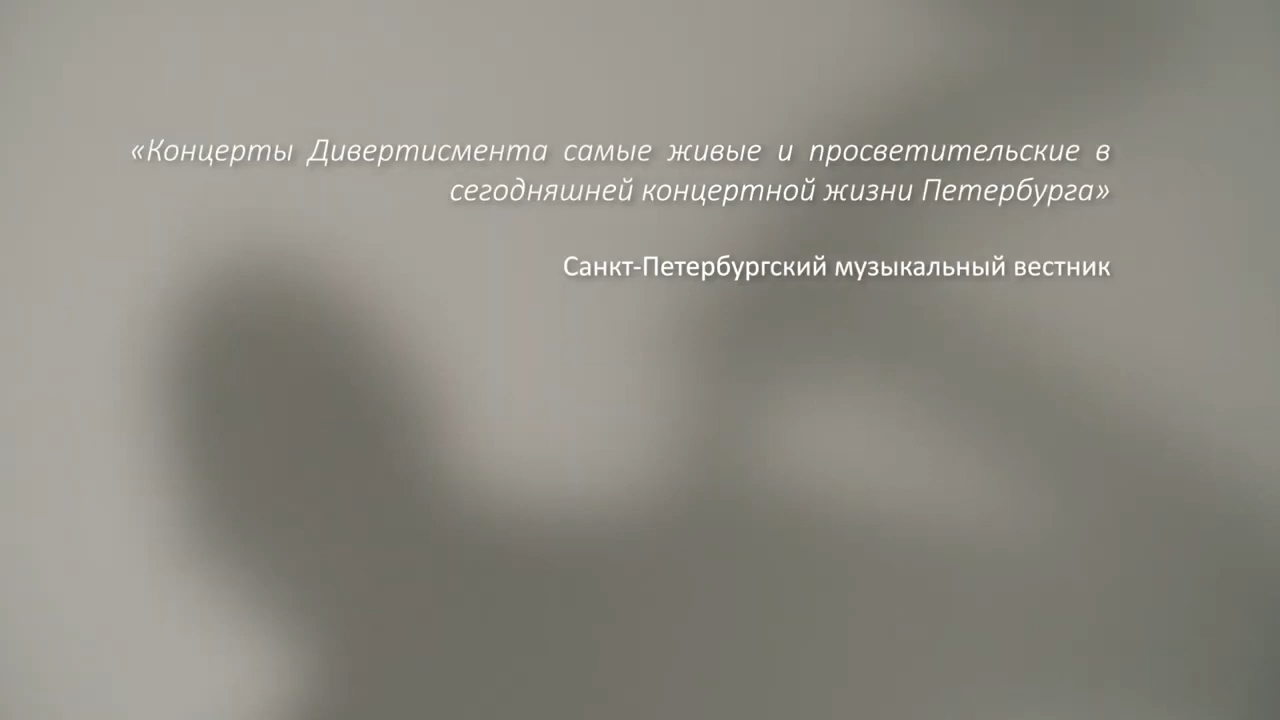 «Концерты Дивертисмента самые живые и просветительские в
сегодняшней концертной жизни Петербурга»
Санкт-Петербургский музыкальный вестник